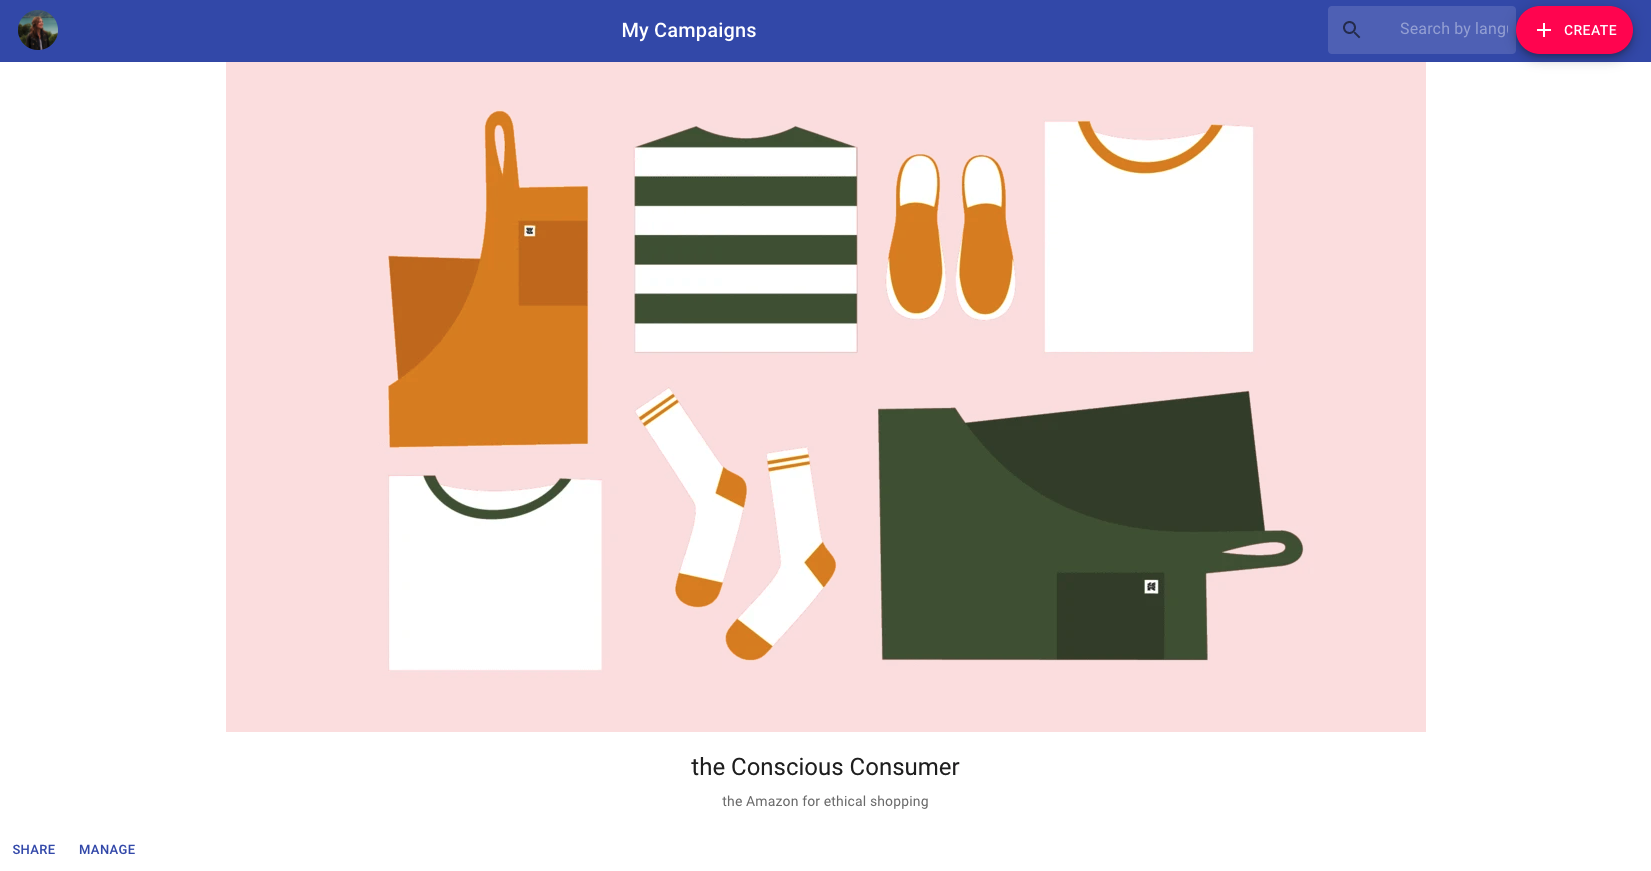 My Campaigns
Search by lang
CREATE
the Conscious Consumer
the Amazon for ethical shopping
SHARE
MANAGE